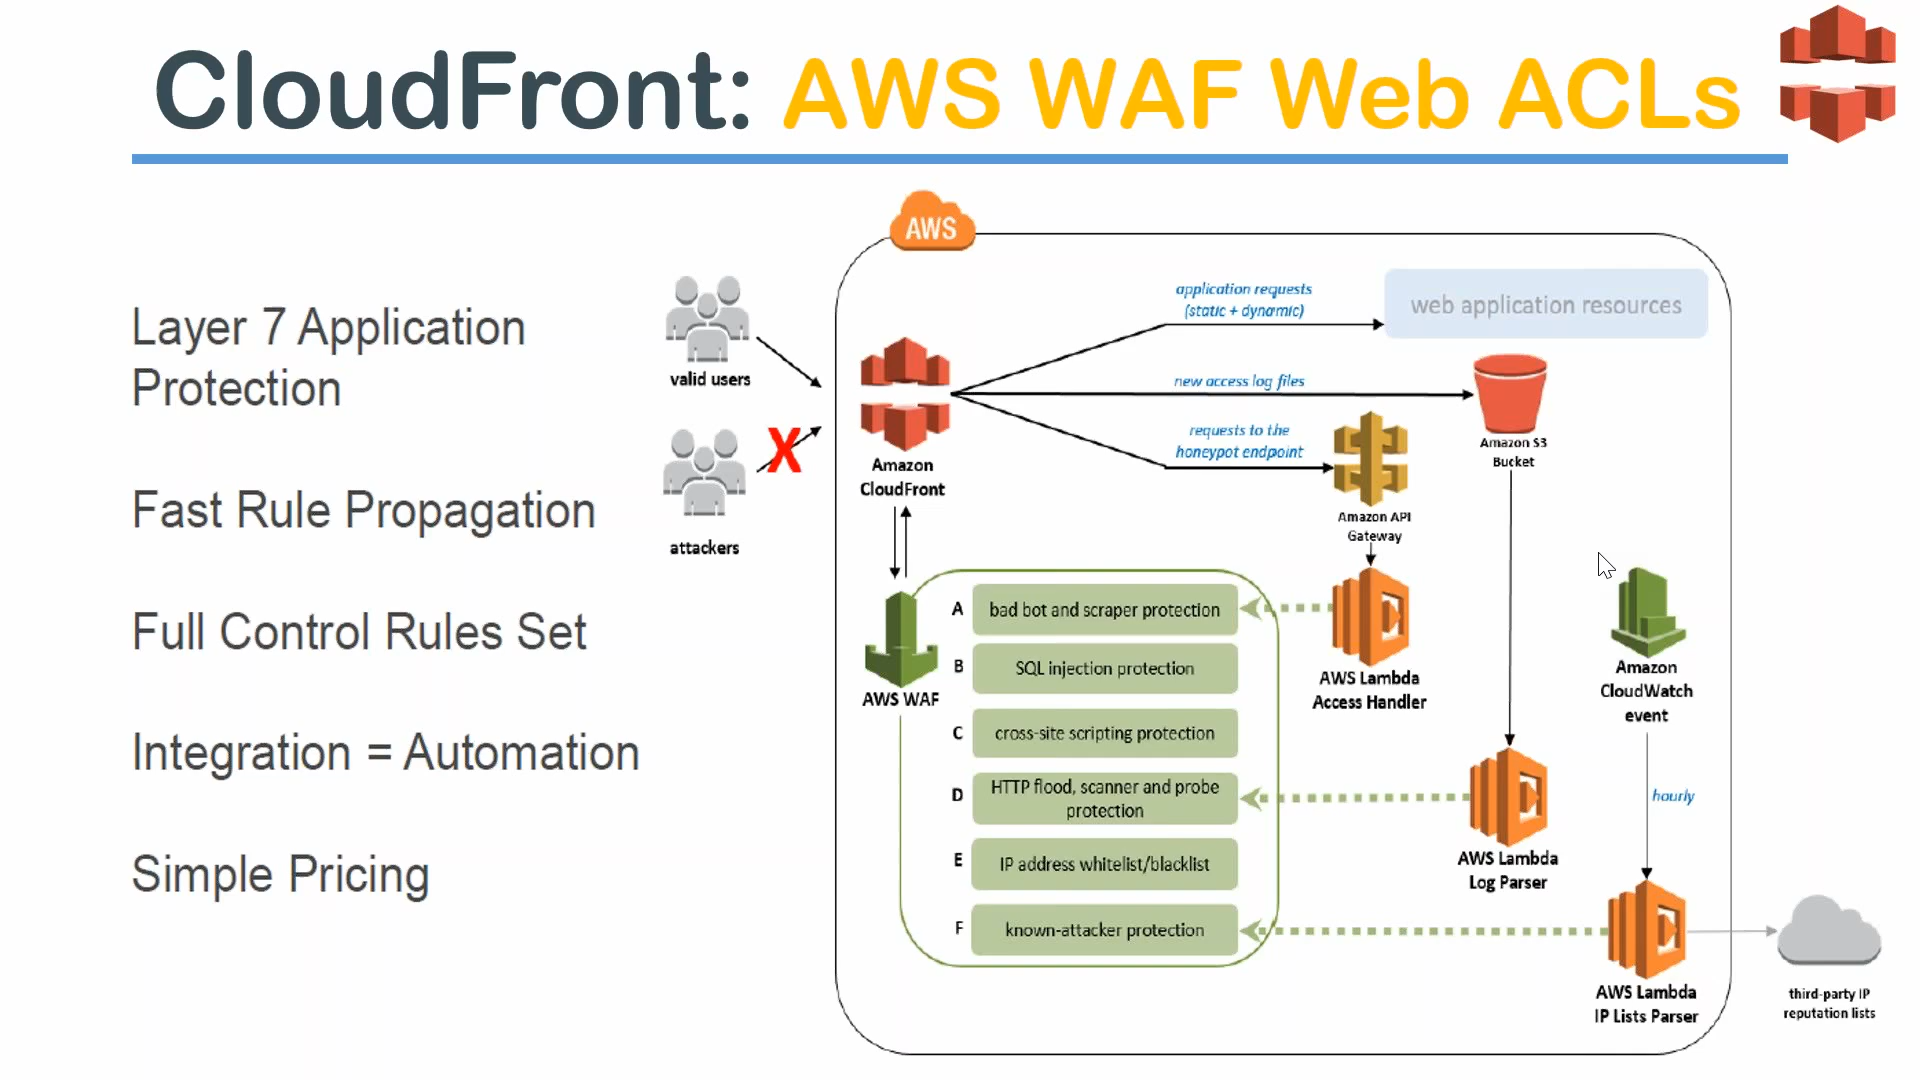 CloudFront: AWS WAF Web ACLs
Layer 7 Application
Protection
Fast Rule Propagation
Full Control Rules Set
Integration = Automation
Simple Pricing
AWS
valid users
X
attackers
Amazon
CloudFront
application requests
(static + dynamic)
web application resources
new access log files
Amazon S3
Bucket
requests to the
honeypot endpoint
Amazon API
Gateway
AWS WAF
A bad bot and scraper protection
B SQL injection protection
C cross-site scripting protection
D HTTP flood, scanner and probe
protection
E IP address whitelist/blacklist
F known-attacker protection
AWS Lambda
Access Handler
Amazon
CloudWatch
event
hourly
AWS Lambda
Log Parser
AWS Lambda
IP Lists Parser
third-party IP
reputation lists